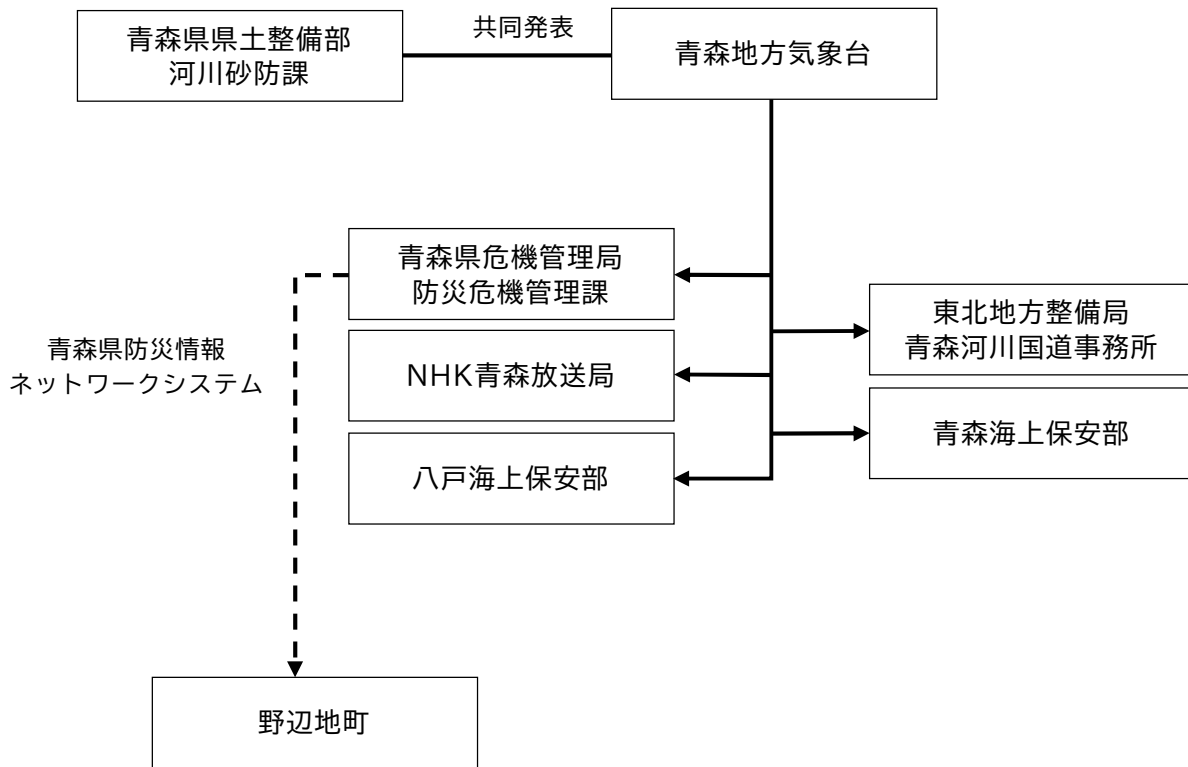 青森県県土整備部
河川砂防課
共同発表
青森地方気象台
青森県危機管理局
防災危機管理課
東北地方整備局
青森河川国道事務所
青森県防災情報
ネットワークシステム
NHK青森放送局
青森海上保安部
八戸海上保安部
野辺地町